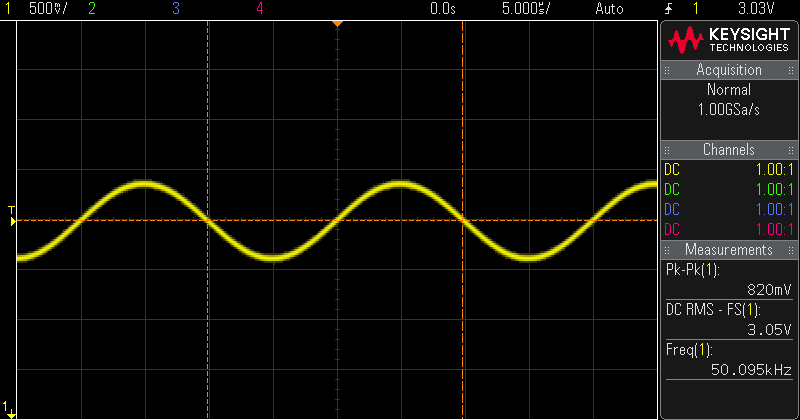 1 500V/ 2 3 4 0.0s 5.000s/ Auto 1 3.03V
KEYSIGHT
TECHNOLOGIES
Acquisition
Normal
1.00GSa/s
Channels
DC 1.00:1
DC 1.00:1
DC 1.00:1
DC 1.00:1
Measurements
Pk-Pk(1):
820mV
DC RMS - FS(1):
3.05V
Freq(1):
50.095kHz
T
1